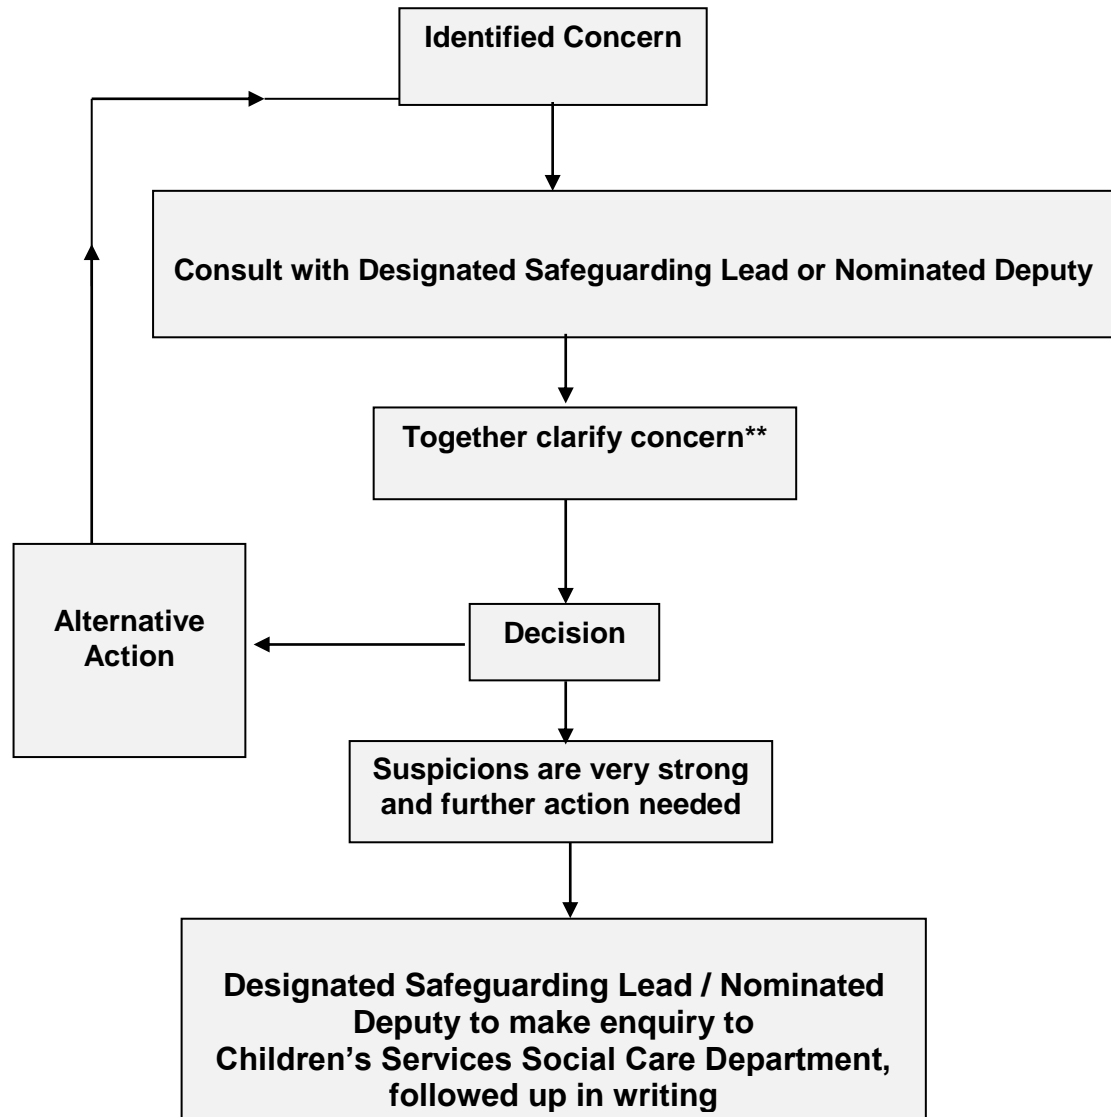 Identified Concern
Consult with Designated Safeguarding Lead or Nominated Deputy
Together clarify concern**
Alternative
Action
Decision
Suspicions are very strong
and further action needed
Designated Safeguarding Lead / Nominated
Deputy to make enquiry to
Children’s Services Social Care Department,
followed up in writing